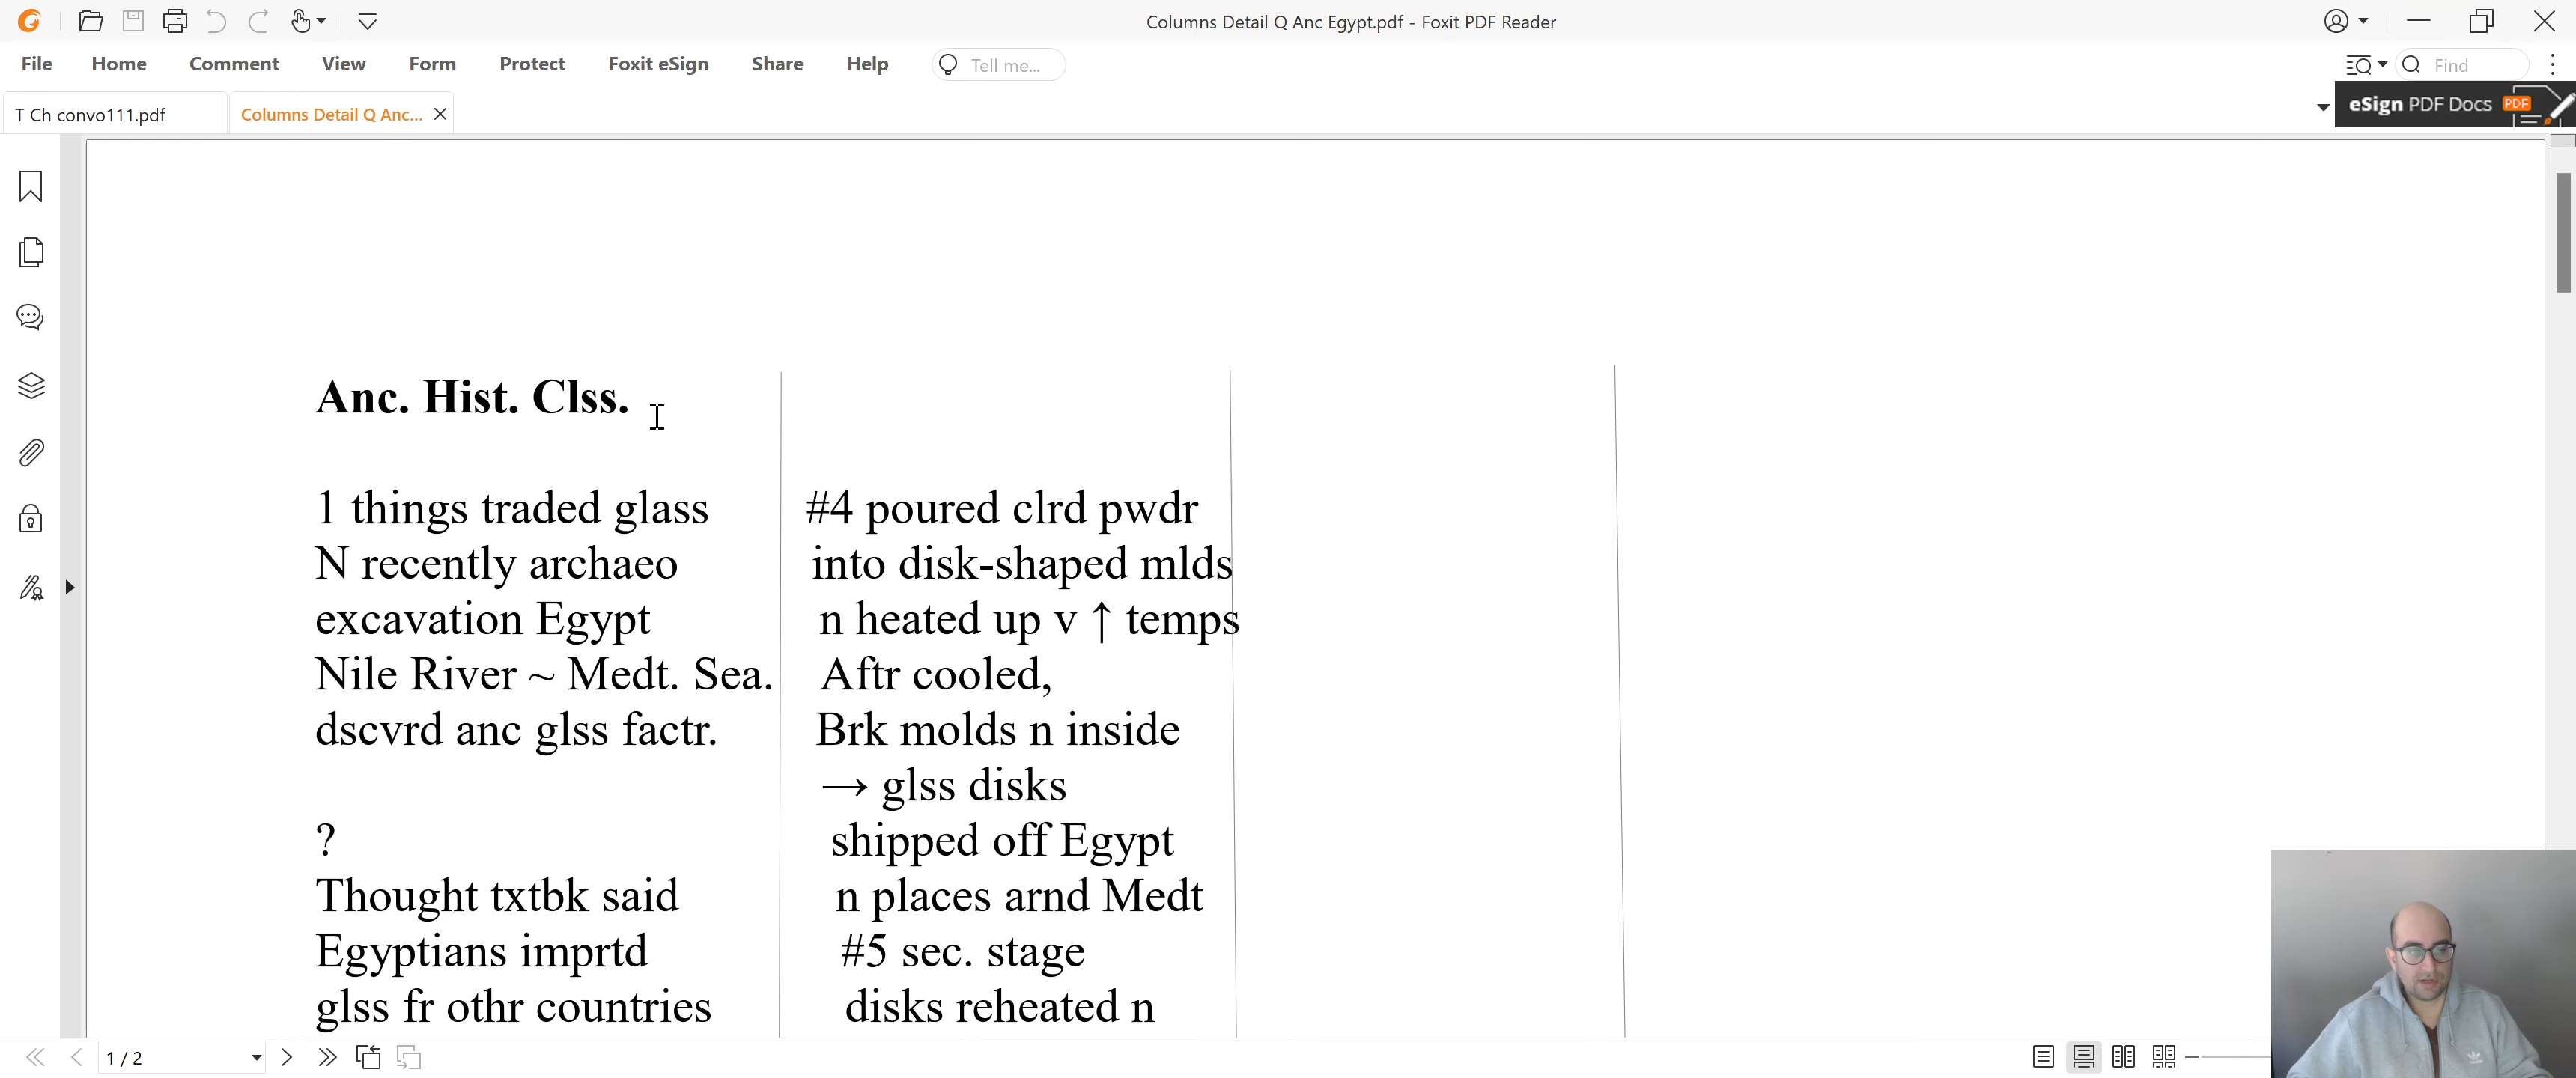 Columns Detail Q Anc Egypt.pdf - Foxit PDF Reader
File Home Comment View Form Protect Foxit eSign Share Help Tell me... Find
T Ch convo111.pdf Columns Detail Q Anc... eSign PDF Docs PDF
Anc. Hist. Clss.
1 things traded glass
N recently archaeo
excavation Egypt
Nile River ~ Medt. Sea.
dscvrd anc glss factr.
?
Thought txtbk said
Egyptians imprtd
glss fr othr countries
#4 poured clrd pwdr
into disk-shaped mlds
n heated up v ↑ temps
Aftr cooled,
Brk molds n inside
→ glss disks
shipped off Egypt
n places arnd Medt
#5 sec. stage
disks reheated n
1 / 2